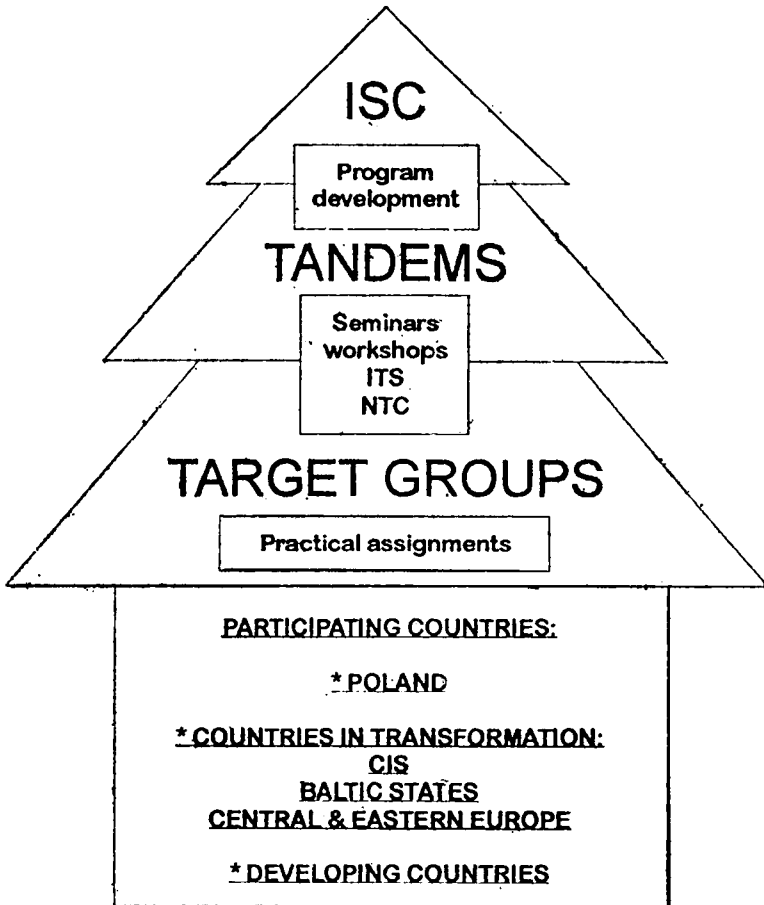 ISC
Program
development
TANDEMS
Seminars
workshops
ITS
NTC
TARGET GROUPS
Practical assignments
PARTICIPATING COUNTRIES:
* POLAND
* COUNTRIES IN TRANSFORMATION:
CIS
BALTIC STATES
CENTRAL & EASTERN EUROPE
* DEVELOPING COUNTRIES